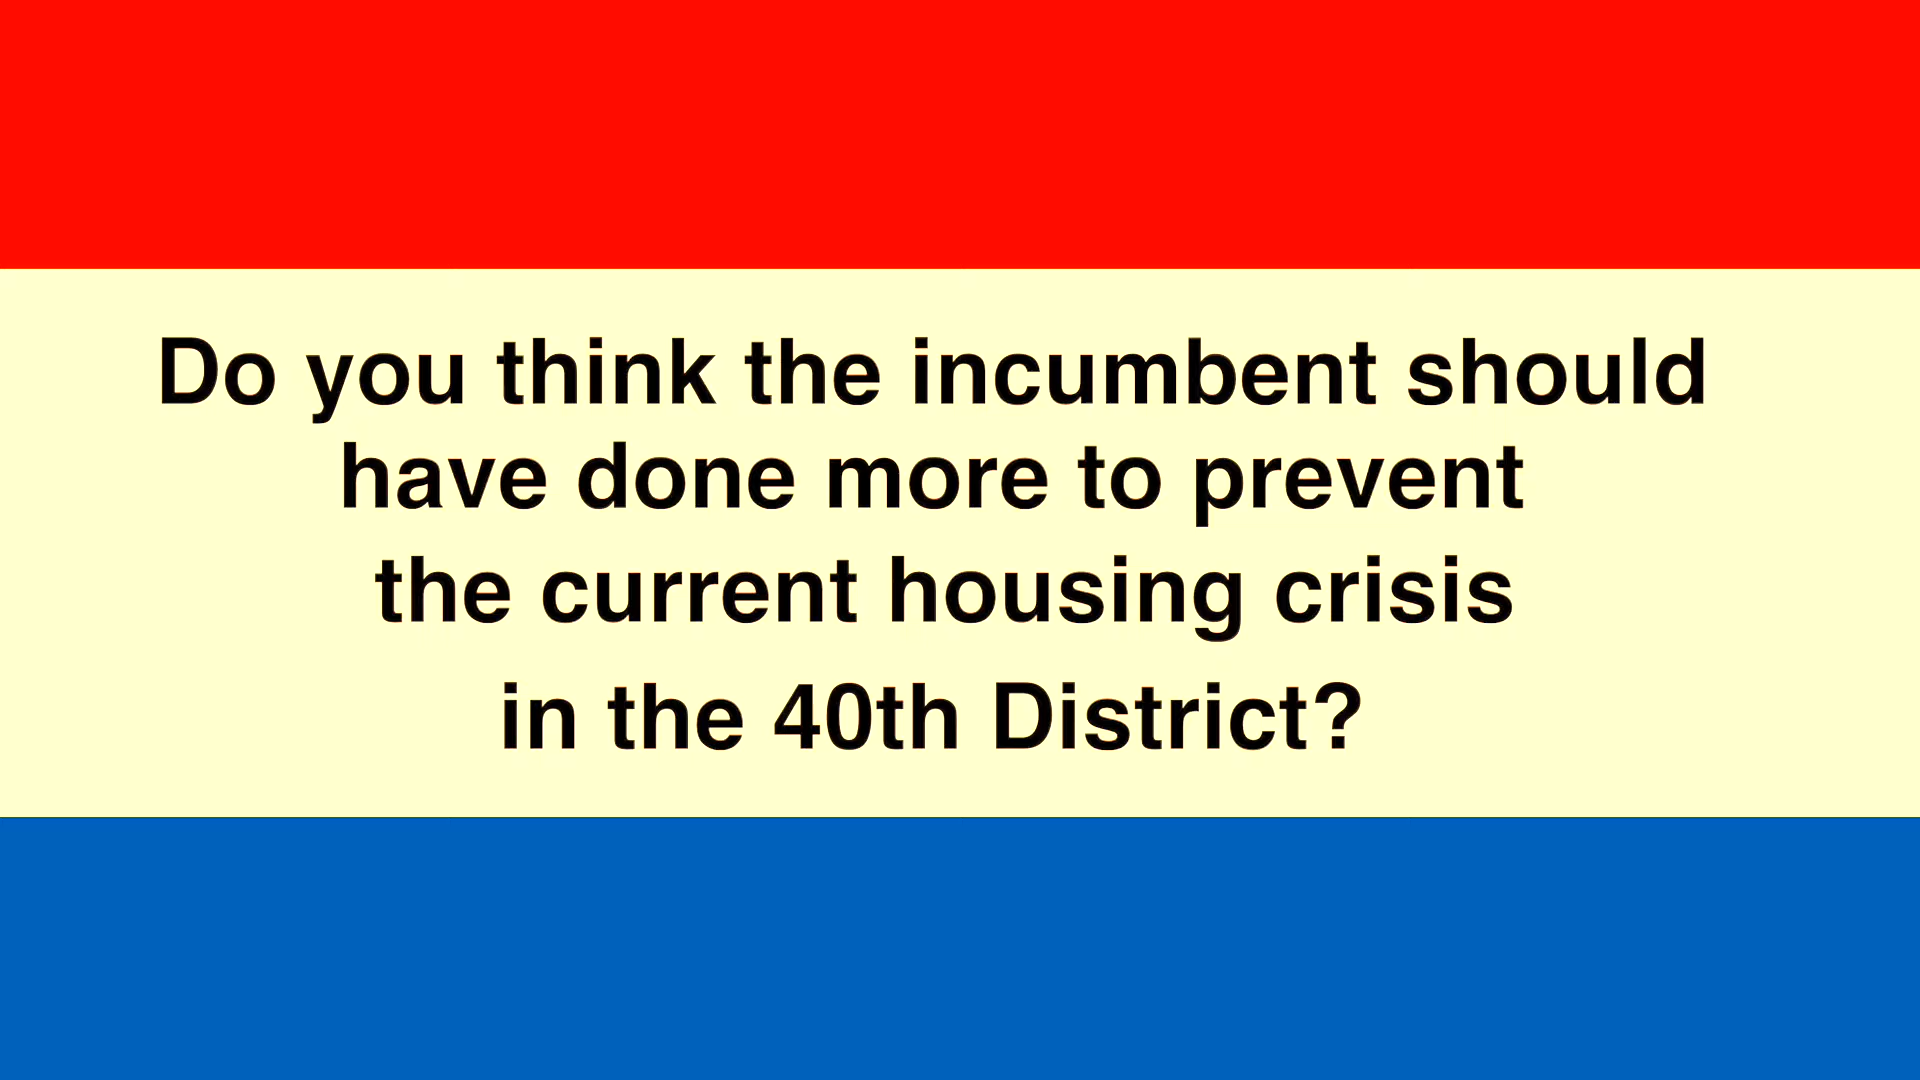 Do you think the incumbent should
have done more to prevent
the current housing crisis
in the 40th District?